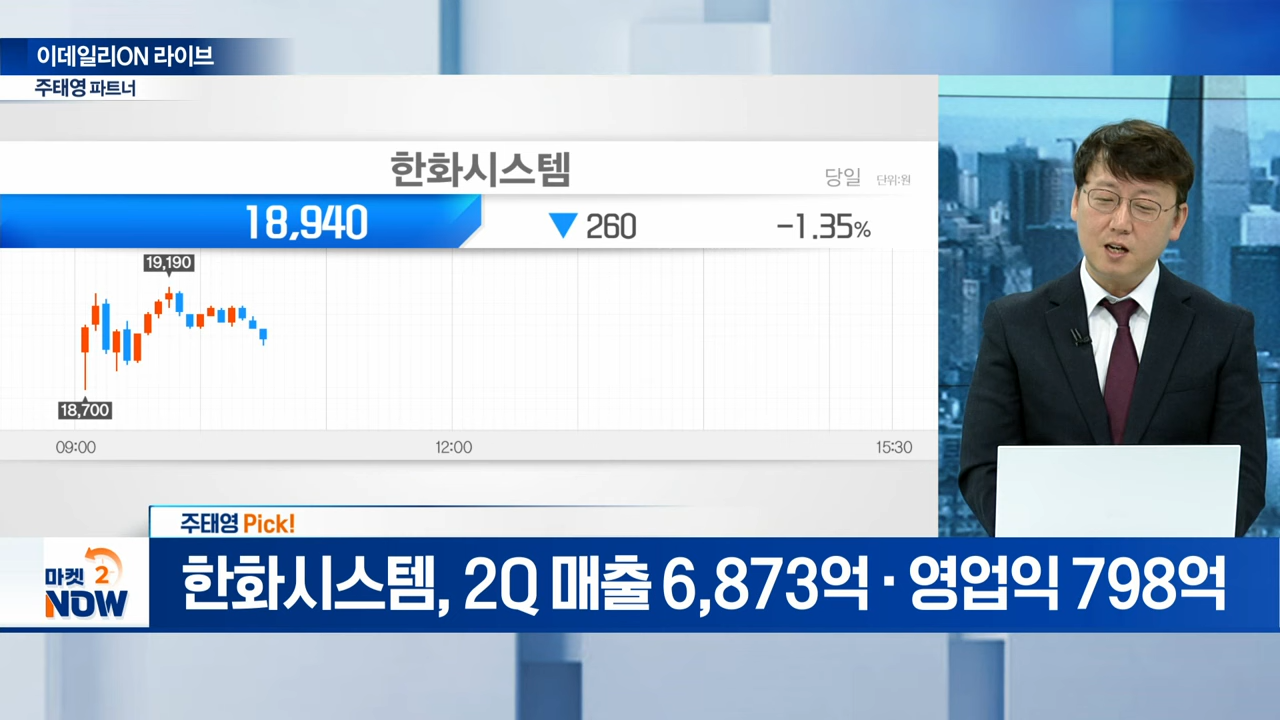 이데일리ON 라이브
주태영 파트너
한화시스템
당일 단위:원
18,940 ▼ 260 -1.35%
19,190
18,700
09:00 12:00 15:30
주태영 Pick!
마켓 2
NOW
한화시스템, 2Q 매출 6,873억·영업익 798억